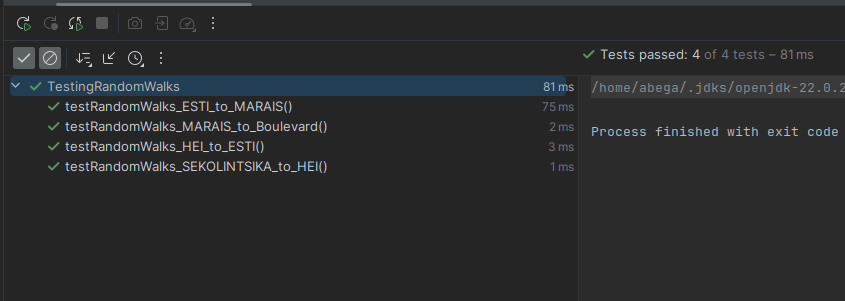 Tests passed: 4 of 4 tests – 81 ms
TestingRandomWalks 81 ms
testRandomWalks_ESTI_to_MARAIS() 75 ms
testRandomWalks_MARAIS_to_Boulevard() 2 ms
testRandomWalks_HEI_to_ESTI() 3 ms
testRandomWalks_SEKOLINTSIKA_to_HEI() 1 ms
/home/abega/.jdks/openjdk-22.0.2
Process finished with exit code